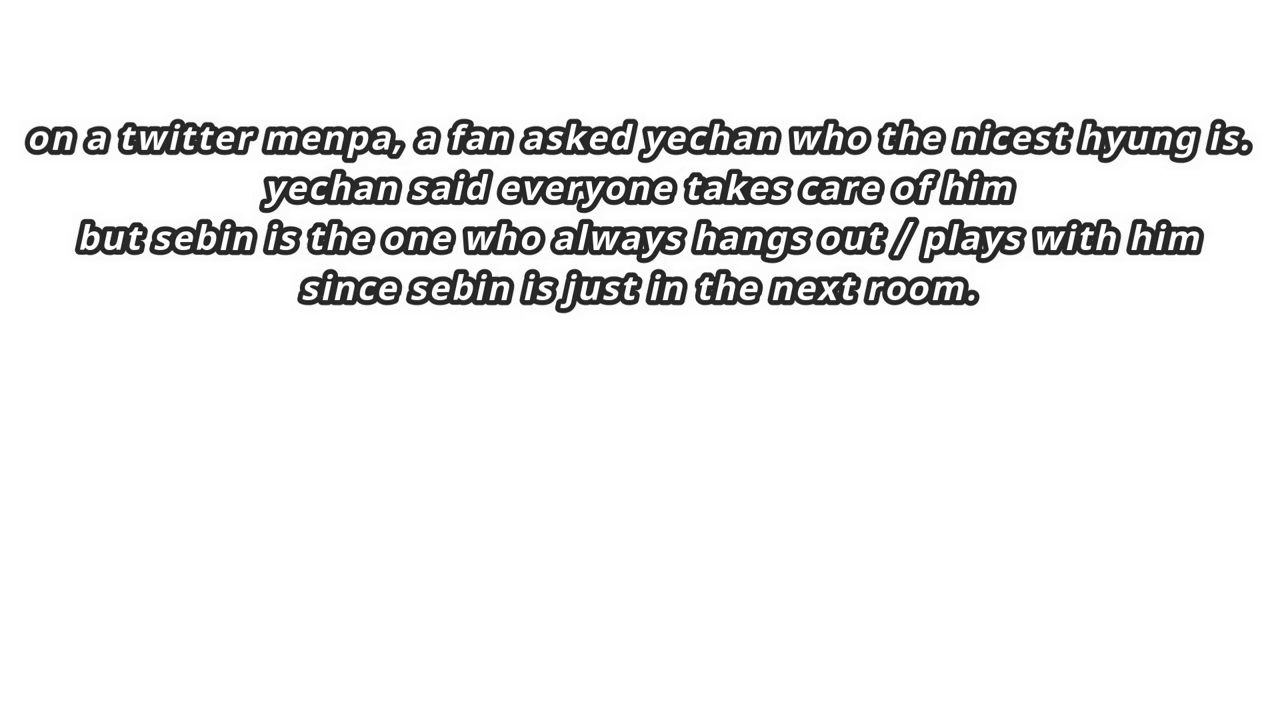 on a twitter menpa, a fan asked yechan who the nicest hyung is.
yechan said everyone takes care of him
but sebin is the one who always hangs out / plays with him
since sebin is just in the next room.